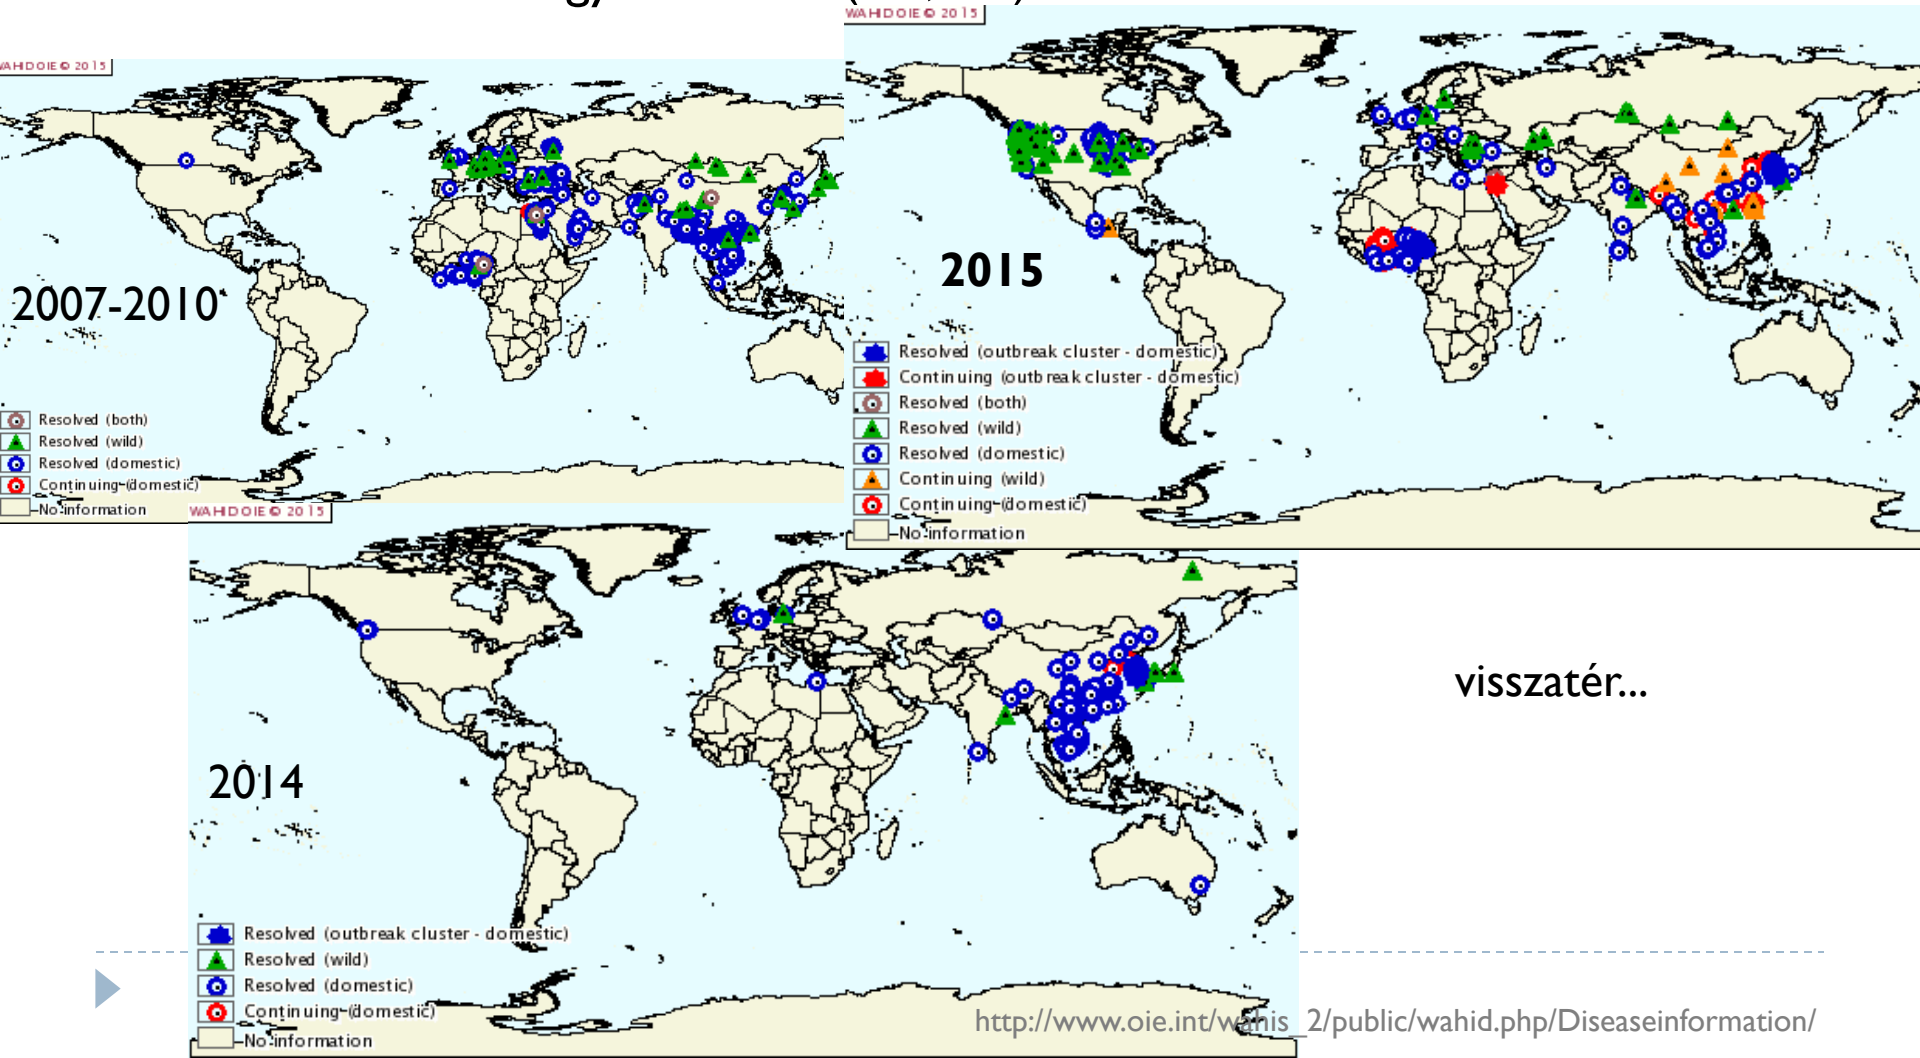 WAHID OIE © 2015
2007-2010
Resolved (both)
Resolved (wild)
Resolved (domestic)
Continuing (domestic)
No information
WAHID OIE © 2015
2015
Resolved (outbreak cluster - domestic)
Continuing (outbreak cluster - domestic)
Resolved (both)
Resolved (wild)
Resolved (domestic)
Continuing (wild)
Continuing (domestic)
No information
WAHID OIE © 2015
2014
Resolved (outbreak cluster - domestic)
Resolved (wild)
Resolved (domestic)
Continuing (domestic)
No information
visszatér...
http://www.oie.int/wahis_2/public/wahid.php/Diseaseinformation/